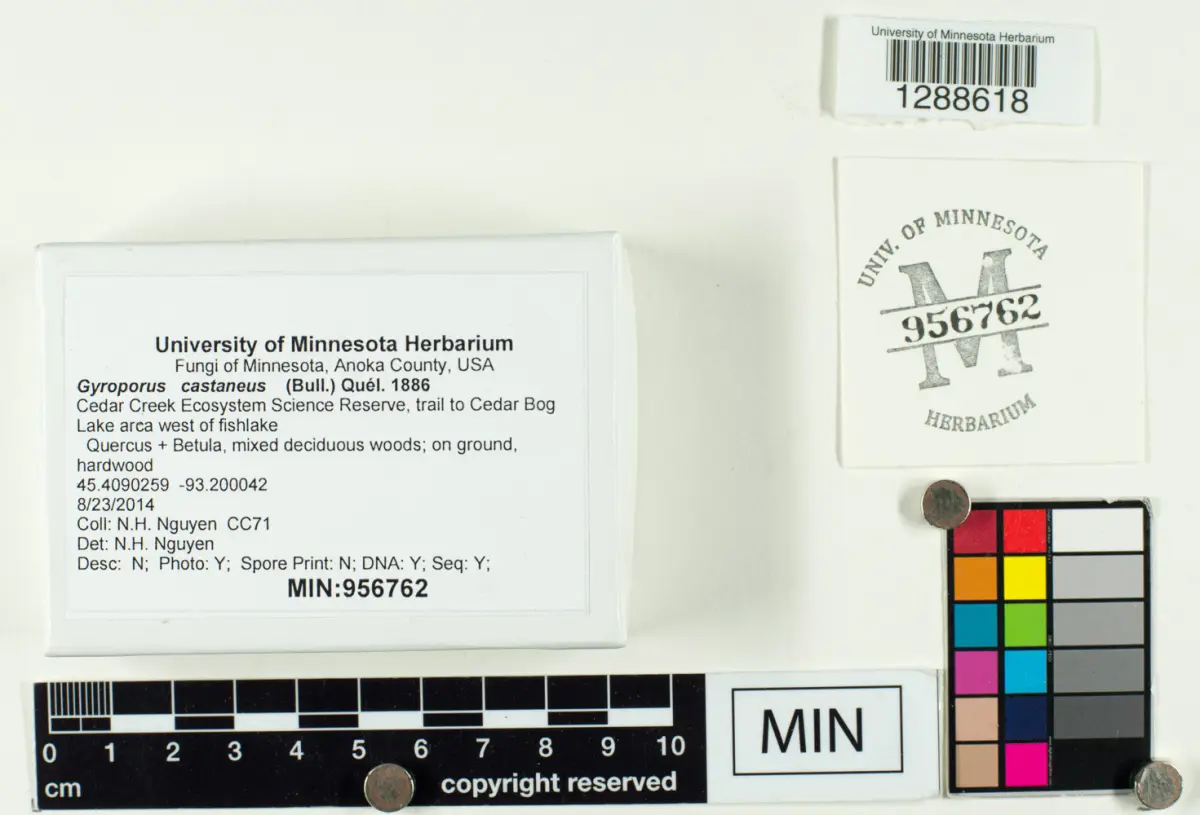 University of Minnesota Herbarium
1288618
UNIV. OF MINNESOTA
M
956762
HERBARIUM
University of Minnesota Herbarium
Fungi of Minnesota, Anoka County, USA
Gyroporus castaneus (Bull.) Quél. 1886
Cedar Creek Ecosystem Science Reserve, trail to Cedar Bog
Lake arca west of fishlake
Quercus + Betula, mixed deciduous woods; on ground,
hardwood
45.4090259 -93.200042
8/23/2014
Coll: N.H. Nguyen CC71
Det: N.H. Nguyen
Desc: N; Photo: Y; Spore Print: N; DNA: Y; Seq: Y;
MIN:956762
0 1 2 3 4 5 6 7 8 9 10
cm
copyright reserved
MIN